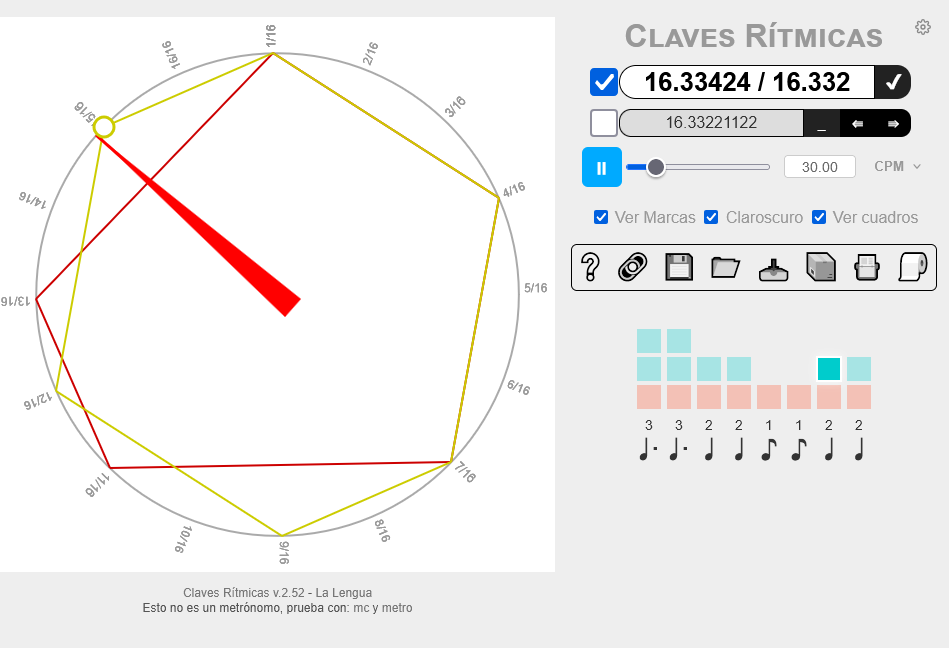 Claves Rítmicas
16.33424 / 16.332
16.33221122 _ ⇐ ⇒
30.00 CPM
Ver Marcas Claroscuro Ver cuadros
1/16
2/16
3/16
4/16
5/16
6/16
7/16
8/16
9/16
10/16
11/16
12/16
13/16
14/16
15/16
16/16
3 3 2 2 1 1 2 2
Claves Rítmicas v.2.52 - La Lengua
Esto no es un metrónomo, prueba con: mc y metro